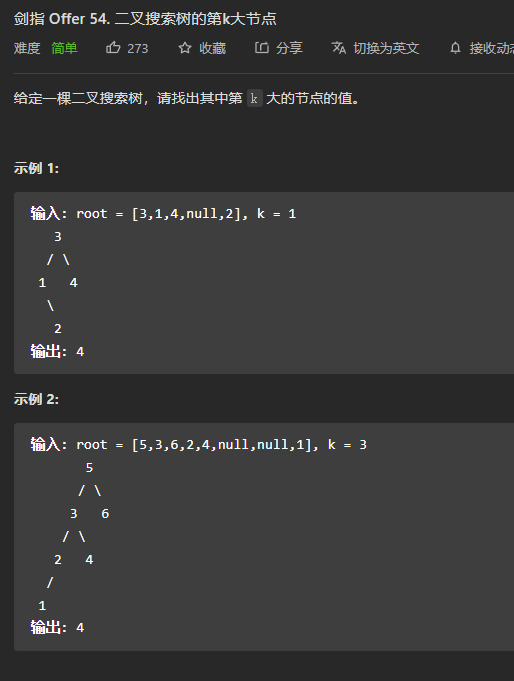 剑指 Offer 54. 二叉搜索树的第k大节点
难度 简单 273 收藏 分享 切换为英文 接收动态
给定一棵二叉搜索树，请找出其中第 k 大的节点的值。
示例 1:
输入: root = [3,1,4,null,2], k = 1
3
/ \
1 4
\
2
输出: 4
示例 2:
输入: root = [5,3,6,2,4,null,null,1], k = 3
5
/ \
3 6
/ \
2 4
/
1
输出: 4